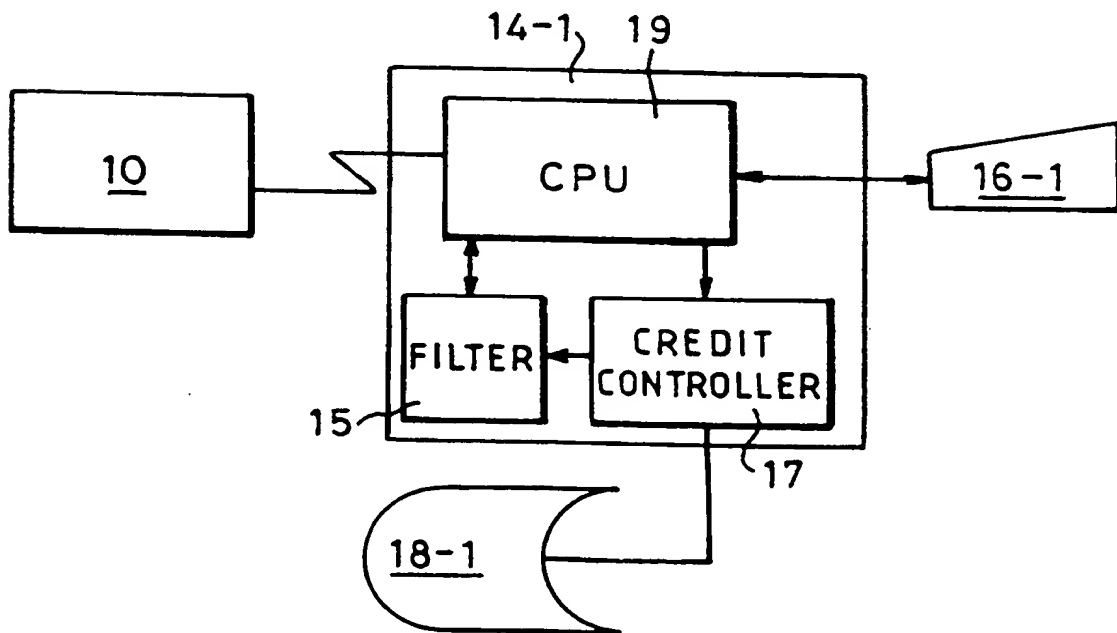 14-1
19
10
CPU
16-1
FILTER
CREDIT
CONTROLLER
15
17
18-1